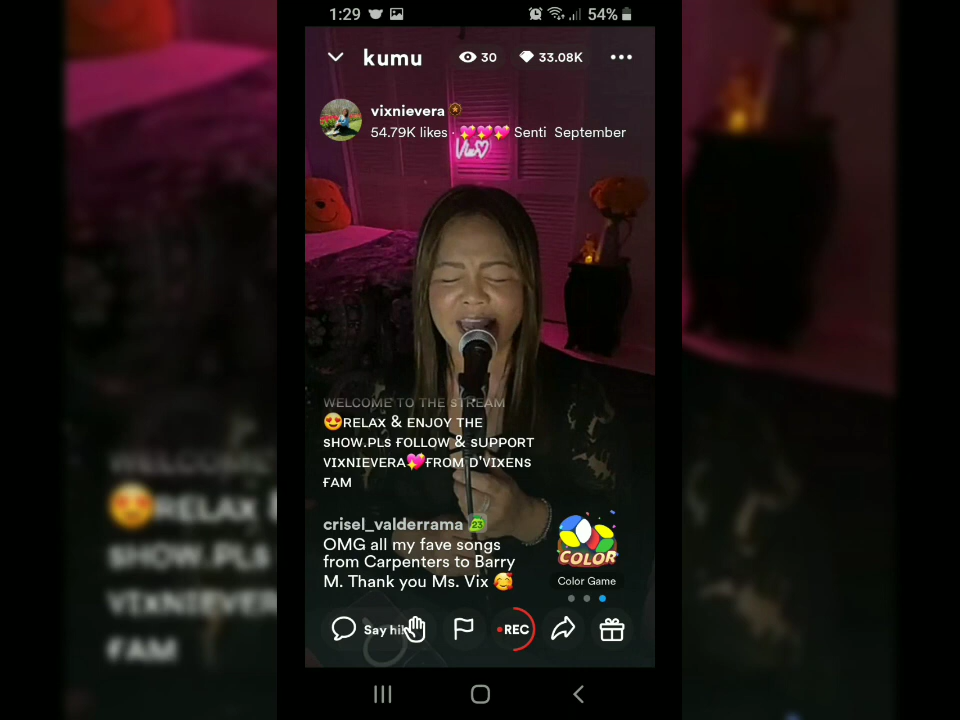 1:29 54%
kumu 30 33.08K
vixnievera
54.79K likes · 💖💖💖 Senti September
Vix♡
WELCOME TO THE STREAM
😍RELAX & ENJOY THE
SHOW.PLS FOLLOW & SUPPORT
VIXNIEVERA💖FROM D'VIXENS
FAM
crisel_valderrama 23
OMG all my fave songs
from Carpenters to Barry
M. Thank you Ms. Vix 🥰
COLOR
Color Game
Say hi
REC